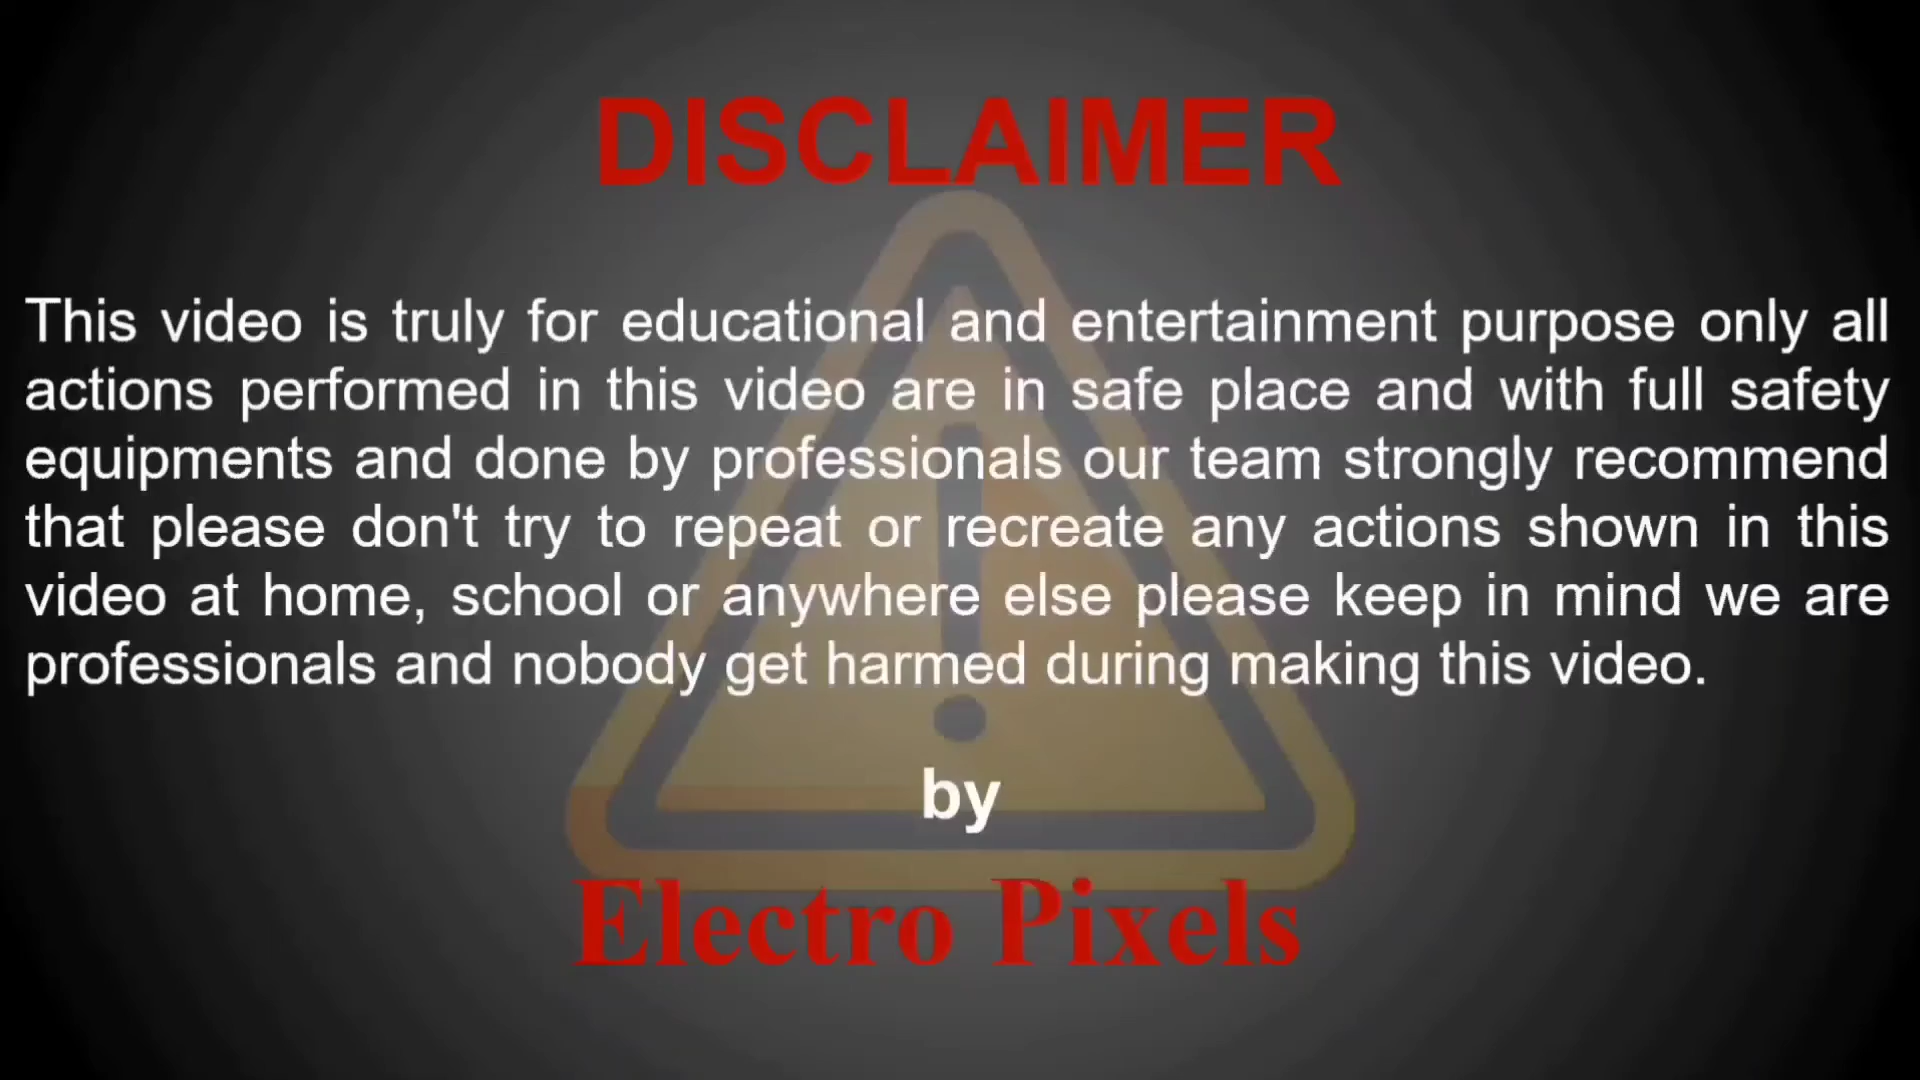 DISCLAIMER
This video is truly for educational and entertainment purpose only all
actions performed in this video are in safe place and with full safety
equipments and done by professionals our team strongly recommend
that please don't try to repeat or recreate any actions shown in this
video at home, school or anywhere else please keep in mind we are
professionals and nobody get harmed during making this video.
by
Electro Pixels